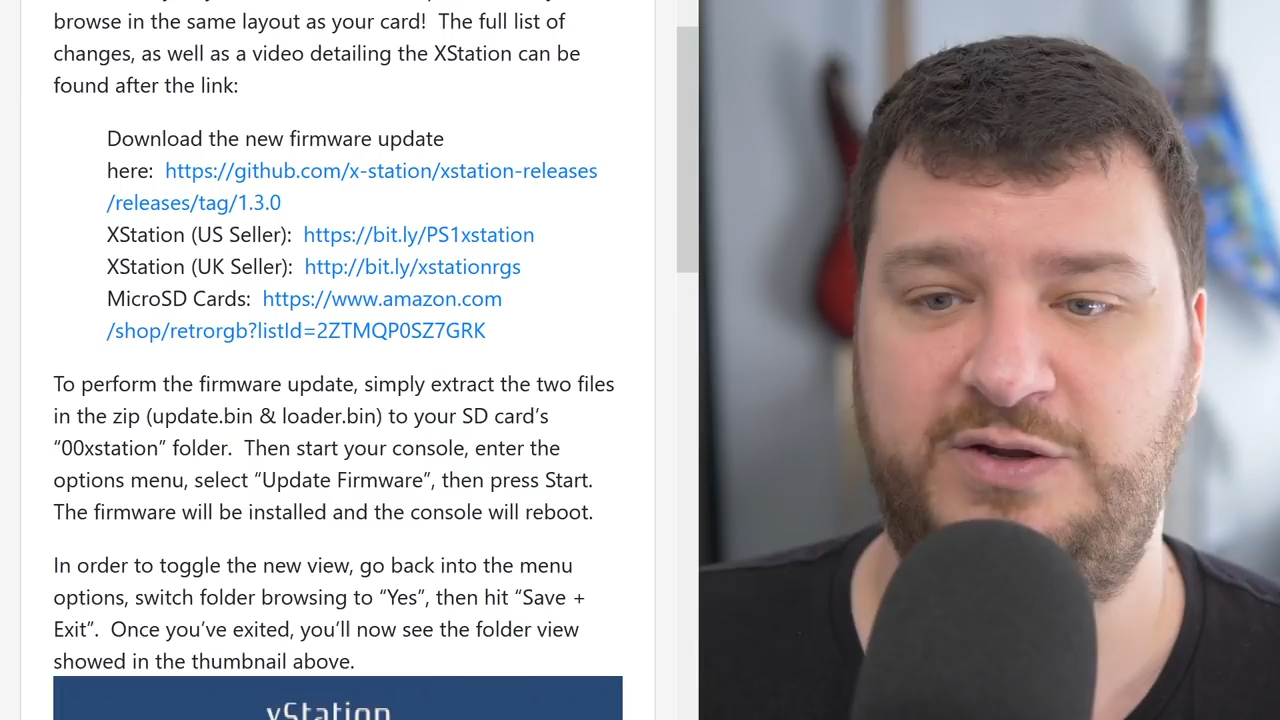 browse in the same layout as your card!  The full list of
changes, as well as a video detailing the XStation can be
found after the link:
Download the new firmware update
here:  https://github.com/x-station/xstation-releases
/releases/tag/1.3.0
XStation (US Seller):  https://bit.ly/PS1xstation
XStation (UK Seller):  http://bit.ly/xstationrgs
MicroSD Cards:  https://www.amazon.com
/shop/retrorgb?listId=2ZTMQP0SZ7GRK
To perform the firmware update, simply extract the two files
in the zip (update.bin & loader.bin) to your SD card’s
“00xstation” folder.  Then start your console, enter the
options menu, select “Update Firmware”, then press Start.
The firmware will be installed and the console will reboot.
In order to toggle the new view, go back into the menu
options, switch folder browsing to “Yes”, then hit “Save +
Exit”.  Once you’ve exited, you’ll now see the folder view
showed in the thumbnail above.
xStation